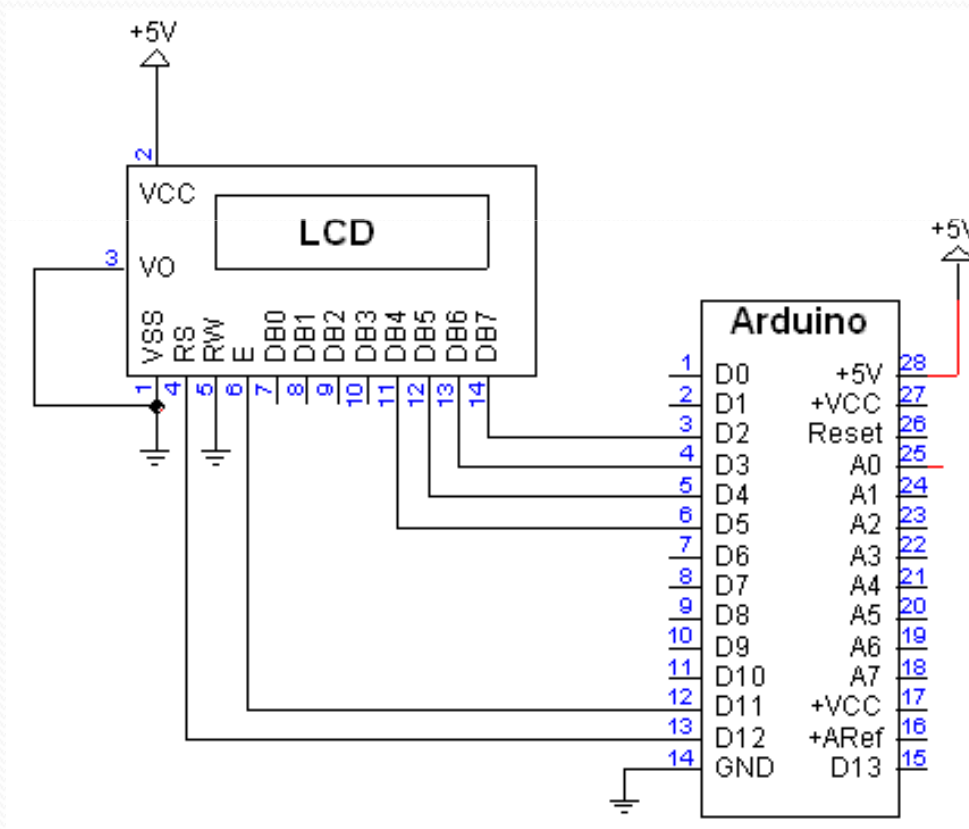 +5V
2
VCC
LCD
3
VO
VSS
RS
RW
E
DB0
DB1
DB2
DB3
DB4
DB5
DB6
DB7
1
4
5
6
7
8
9
10
11
12
13
14
+5V
Arduino
1 D0 +5V 28
2 D1 +VCC 27
3 D2 Reset 26
4 D3 A0 25
5 D4 A1 24
6 D5 A2 23
7 D6 A3 22
8 D7 A4 21
9 D8 A5 20
10 D9 A6 19
11 D10 A7 18
12 D11 +VCC 17
13 D12 +ARef 16
14 GND D13 15